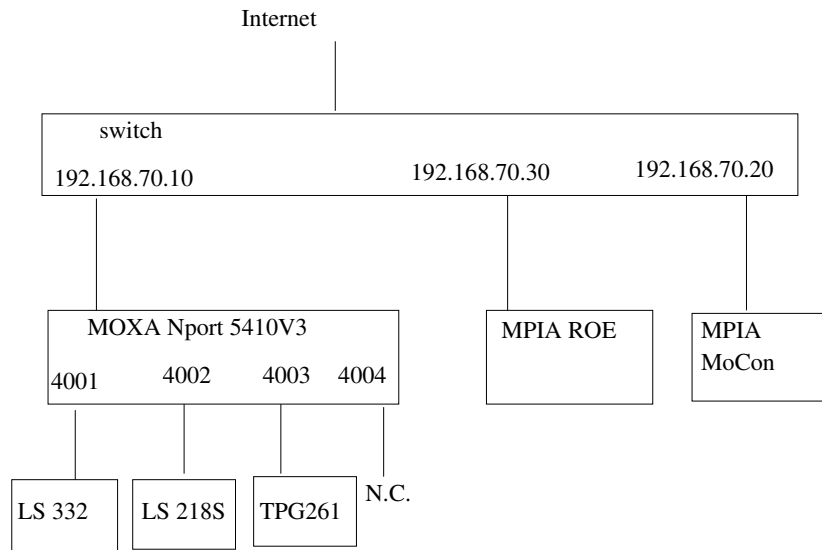 Internet
switch
192.168.70.10
192.168.70.30
192.168.70.20
MOXA Nport 5410V3
4001
4002
4003
4004
MPIA ROE
MPIA
MoCon
LS 332
LS 218S
TPG261
N.C.